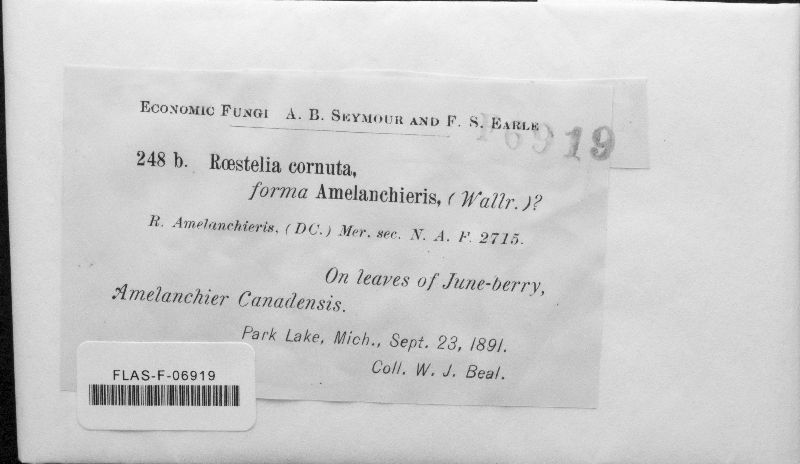 ECONOMIC FUNGI A. B. SEYMOUR AND F. S. EARLE
16919
248 b. Rœstelia cornuta,
forma Amelanchieris, (Wallr.)?
R. Amelanchieris, (DC.) Mer. sec. N. A. F. 2715.
On leaves of June-berry,
Amelanchier Canadensis.
Park Lake, Mich., Sept. 23, 1891.
Coll. W. J. Beal.
FLAS-F-06919